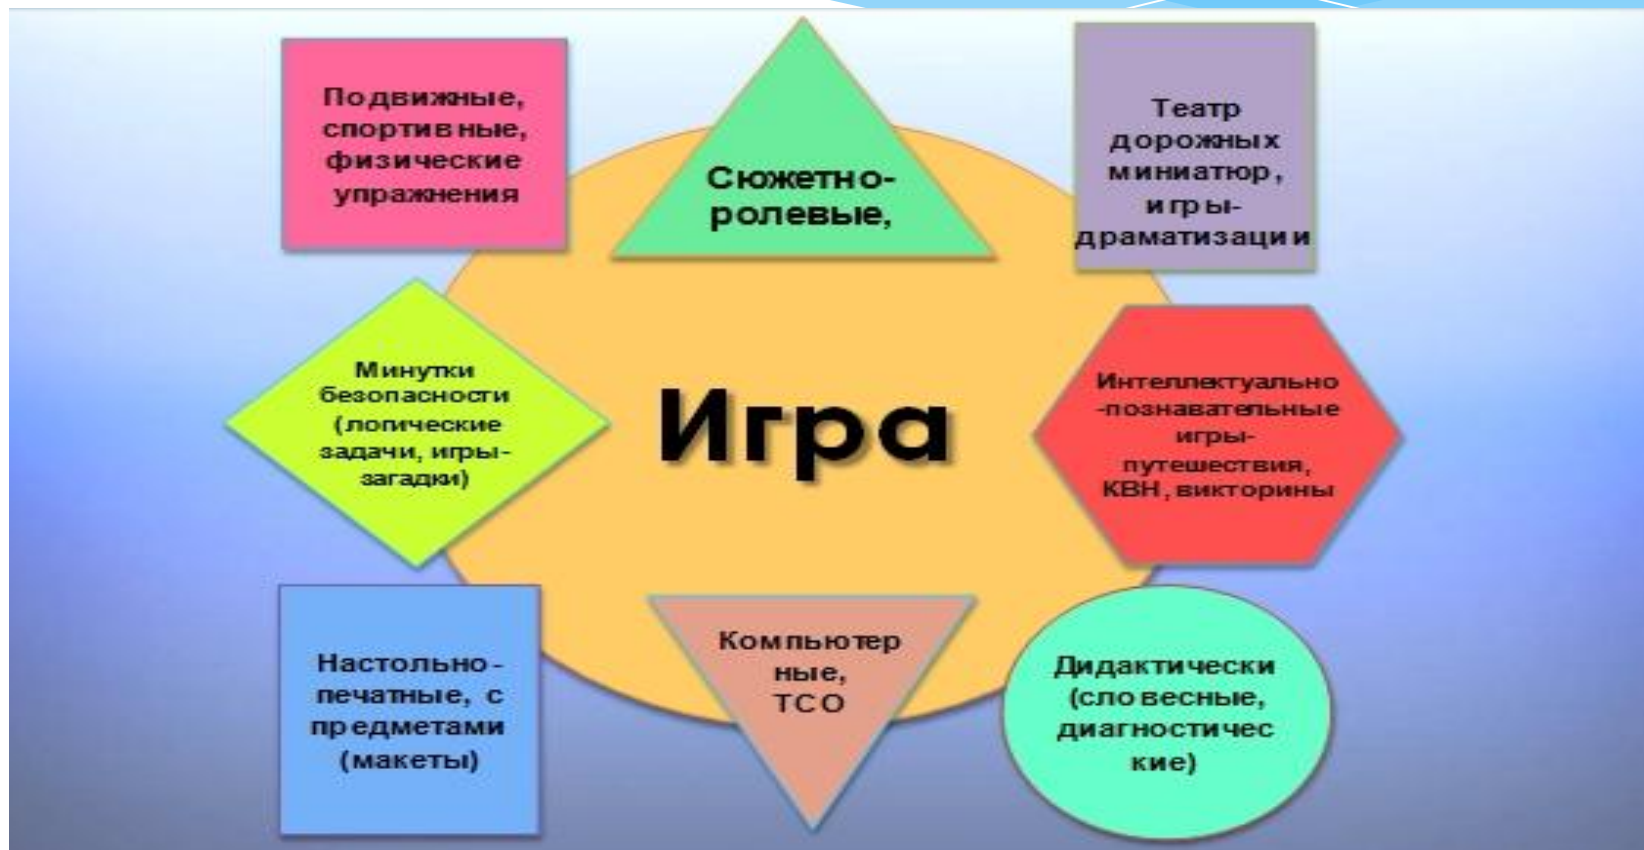 Подвижные,
спортивные,
физические
упражнения
Сюжетно-
ролевые,
Театр
дорожных
миниатюр,
игры-
драматизации
Минутки
безопасности
(логические
задачи, игры-
загадки)
Игра
Интеллектуально
-познавательные
игры-
путешествия,
КВН, викторины
Настольно-
печатные, с
предметами
(макеты)
Компьютер
ные,
ТСО
Дидактически
(словесные,
диагностичес
кие)